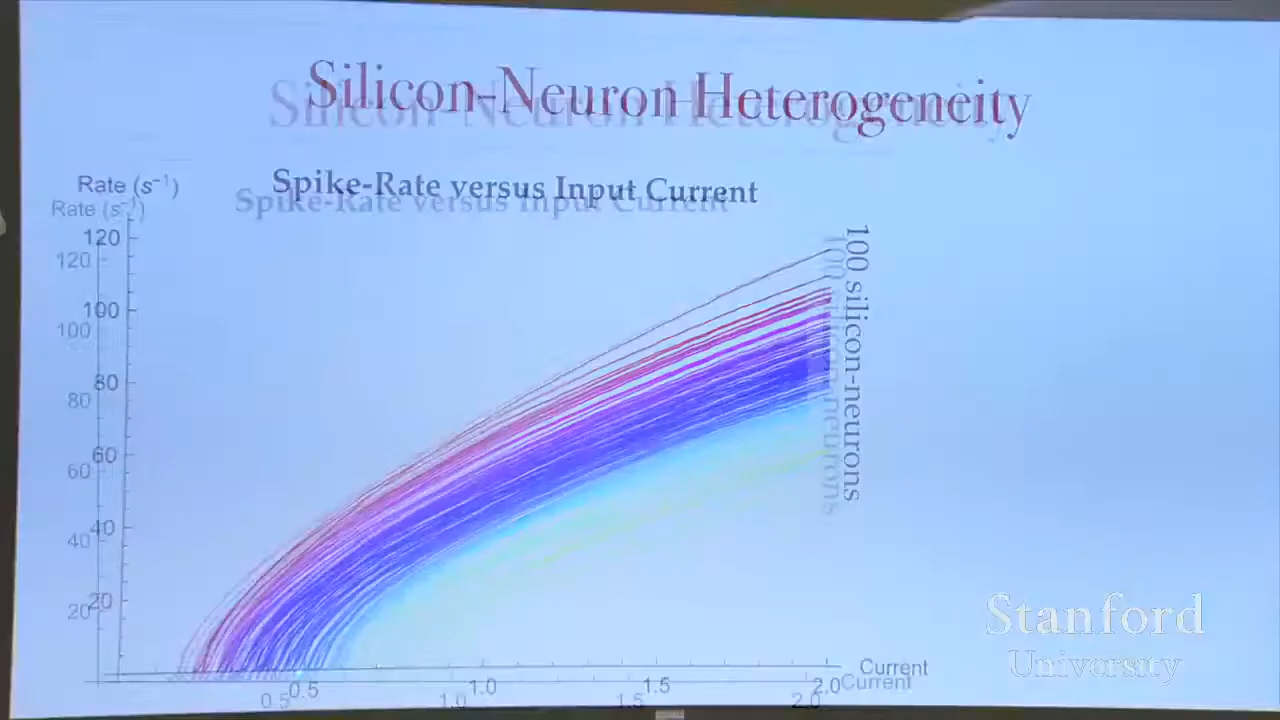 Silicon-Neuron Heterogeneity
Spike-Rate versus Input Current
Rate (s⁻¹)
120
100
80
60
40
20
0.5
1.0
1.5
2.0
Current
100 silicon-neurons
Stanford
University